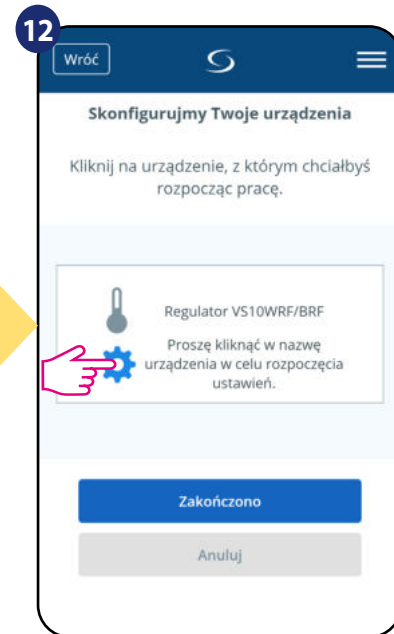 12
Wróć
Skonfigurujmy Twoje urządzenia
Kliknij na urządzenie, z którym chciałbyś
rozpocząc pracę.
Regulator VS10WRF/BRF
Proszę kliknąć w nazwę
urządzenia w celu rozpoczęcia
ustawień.
Zakończono
Anuluj